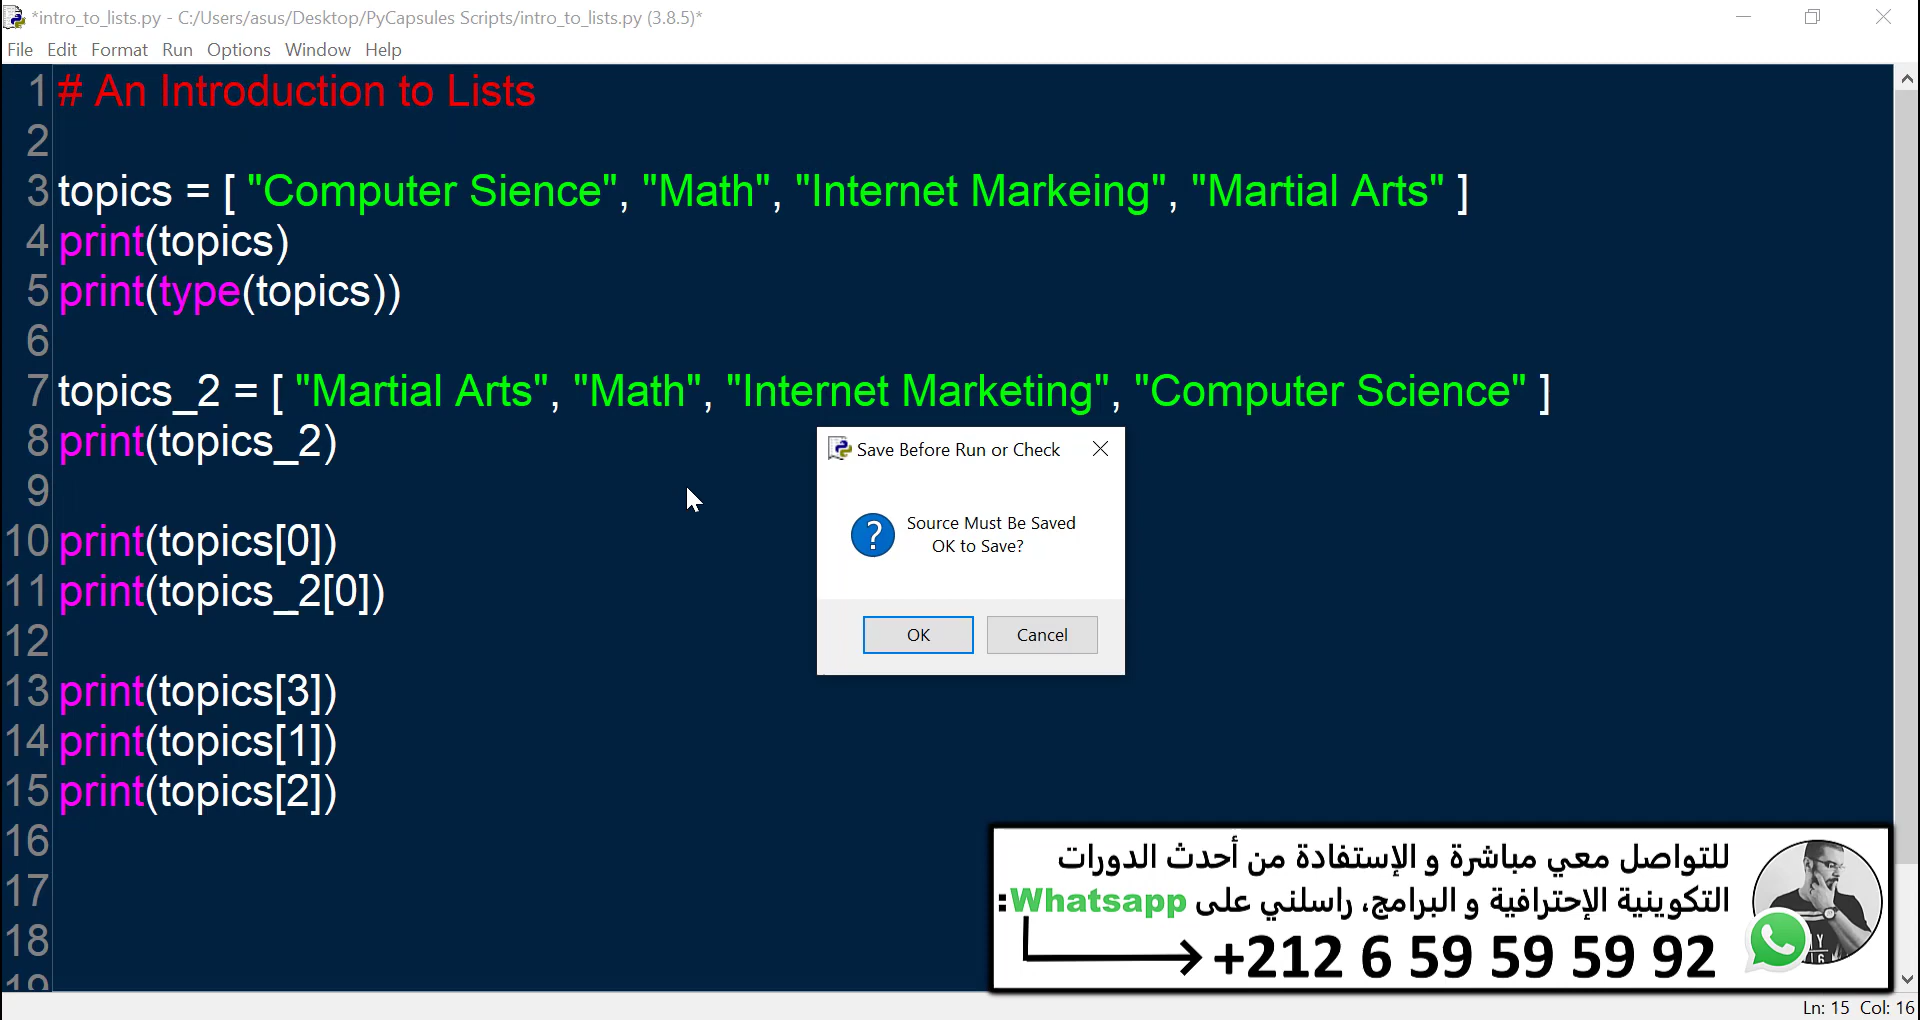 *intro_to_lists.py - C:/Users/asus/Desktop/PyCapsules Scripts/intro_to_lists.py (3.8.5)*
File Edit Format Run Options Window Help
1 # An Introduction to Lists
2
3 topics = [ "Computer Sience", "Math", "Internet Markeing", "Martial Arts" ]
4 print(topics)
5 print(type(topics))
6
7 topics_2 = [ "Martial Arts", "Math", "Internet Marketing", "Computer Science" ]
8 print(topics_2)
9
10 print(topics[0])
11 print(topics_2[0])
12
13 print(topics[3])
14 print(topics[1])
15 print(topics[2])
16
17
18
19
Save Before Run or Check
Source Must Be Saved
OK to Save?
OK Cancel
للتواصل معي مباشرة و الإستفادة من أحدث الدورات
التكوينية الإحترافية و البرامج، راسلني على Whatsapp:
+212 6 59 59 59 92
Ln: 15 Col: 16